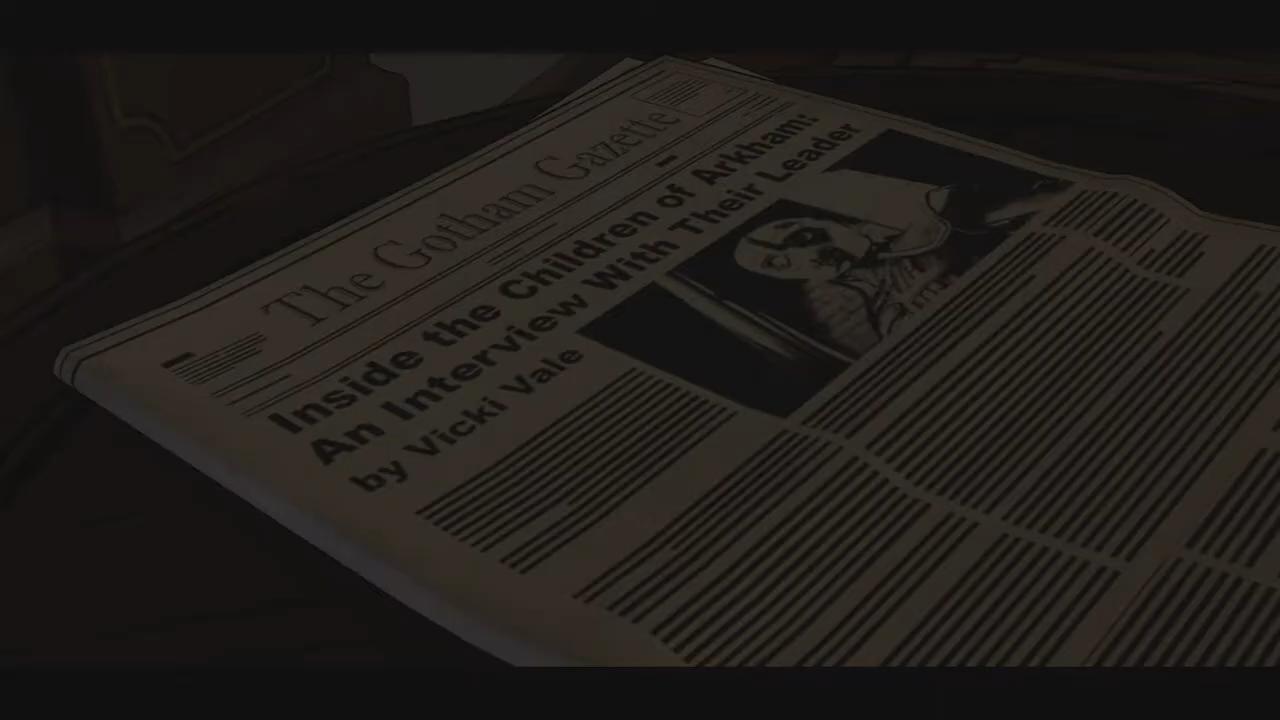 The Gotham Gazette
Inside the Children of Arkham:
An Interview With Their Leader
by Vicki Vale